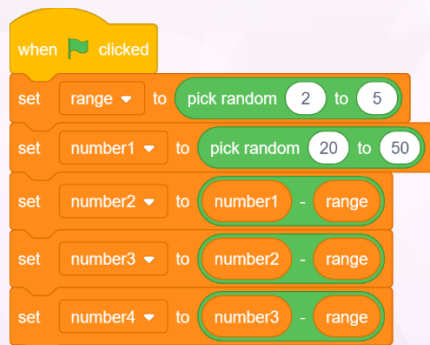 when clicked
set range to pick random 2 to 5
set number1 to pick random 20 to 50
set number2 to number1 - range
set number3 to number2 - range
set number4 to number3 - range